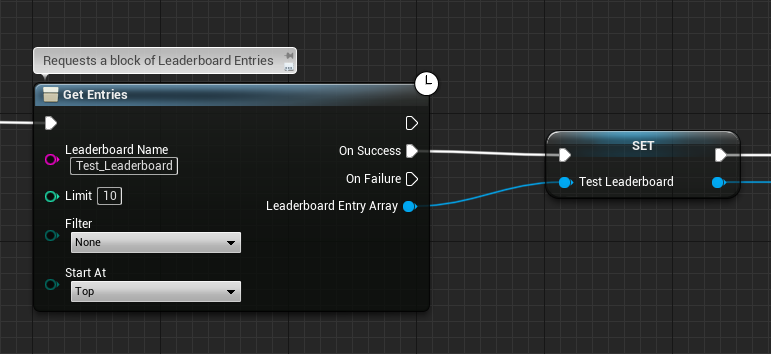 Requests a block of Leaderboard Entries
Get Entries
Leaderboard Name
Test_Leaderboard
On Success
On Failure
Limit 10
Leaderboard Entry Array
Filter
None
Start At
Top
SET
Test Leaderboard